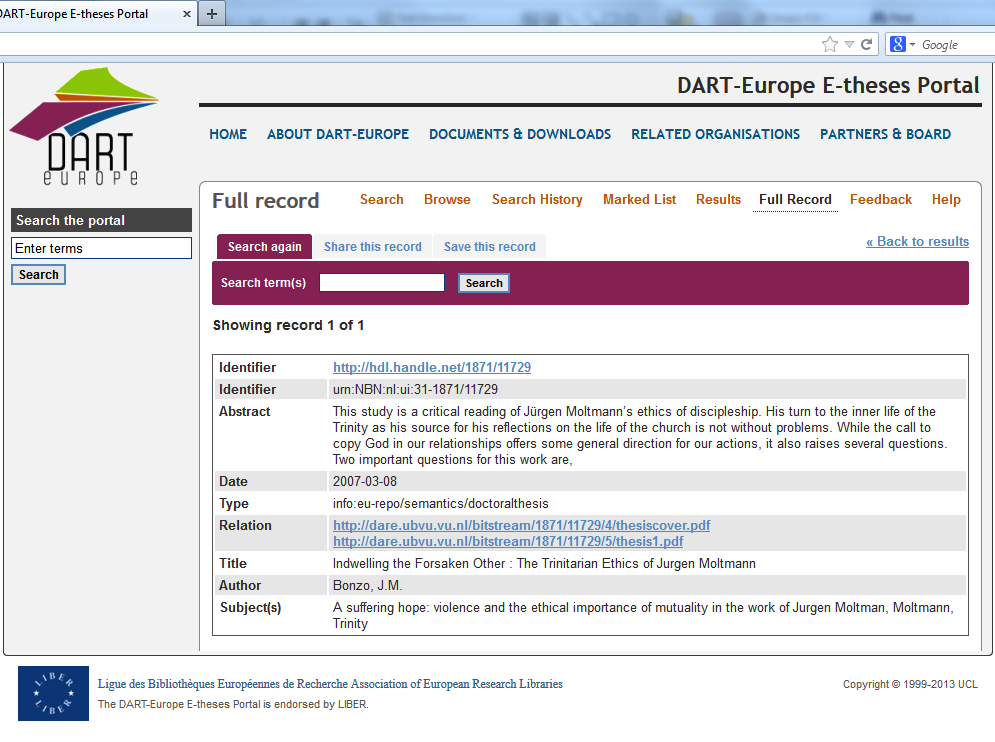 DART-Europe E-theses Portal × +
Google
DART
europe
DART-Europe E-theses Portal
HOME ABOUT DART-EUROPE DOCUMENTS & DOWNLOADS RELATED ORGANISATIONS PARTNERS & BOARD
Search the portal
Enter terms
Search
Full record Search Browse Search History Marked List Results Full Record Feedback Help
Search again Share this record Save this record « Back to results
Search term(s) Search
Showing record 1 of 1
Identifier http://hdl.handle.net/1871/11729
Identifier urn:NBN:nl:ui:31-1871/11729
Abstract This study is a critical reading of Jürgen Moltmann’s ethics of discipleship. His turn to the inner life of the
Trinity as his source for his reflections on the life of the church is not without problems. While the call to
copy God in our relationships offers some general direction for our actions, it also raises several questions.
Two important questions for this work are,
Date 2007-03-08
Type info:eu-repo/semantics/doctoralthesis
Relation http://dare.ubvu.vu.nl/bitstream/1871/11729/4/thesiscover.pdf
http://dare.ubvu.vu.nl/bitstream/1871/11729/5/thesis1.pdf
Title Indwelling the Forsaken Other : The Trinitarian Ethics of Jurgen Moltmann
Author Bonzo, J.M.
Subject(s) A suffering hope: violence and the ethical importance of mutuality in the work of Jurgen Moltman, Moltmann,
Trinity
LIBER
LIBER
Ligue des Bibliothèques Européennes de Recherche Association of European Research Libraries
The DART-Europe E-theses Portal is endorsed by LIBER.
Copyright © 1999-2013 UCL